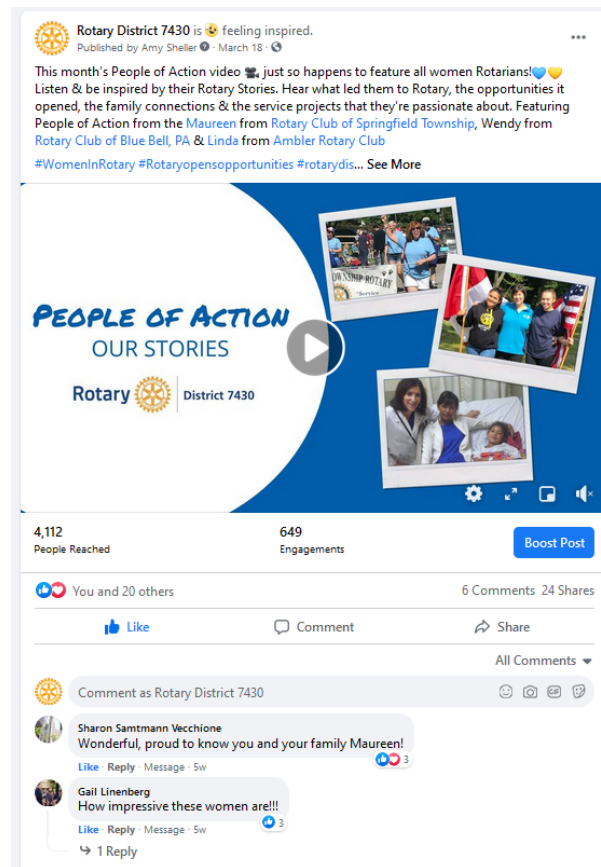 Rotary District 7430 is feeling inspired.
Published by Amy Sheller · March 18 ·
This month's People of Action video just so happens to feature all women Rotarians!
Listen & be inspired by their Rotary Stories. Hear what led them to Rotary, the opportunities it
opened, the family connections & the service projects that they're passionate about. Featuring
People of Action from the Maureen from Rotary Club of Springfield Township, Wendy from
Rotary Club of Blue Bell, PA & Linda from Ambler Rotary Club
#WomenInRotary #Rotaryopensopportunities #rotarydis... See More
PEOPLE OF ACTION
OUR STORIES
Rotary District 7430
OWNSHIP ROTARY
Service
4,112
People Reached
649
Engagements
Boost Post
You and 20 others
6 Comments 24 Shares
Like
Comment
Share
All Comments
Comment as Rotary District 7430
GIF
Sharon Samtmann Vecchione
Wonderful, proud to know you and your family Maureen!
3
Like · Reply · Message · 5w
Gail Linenberg
How impressive these women are!!!
3
Like · Reply · Message · 5w
1 Reply